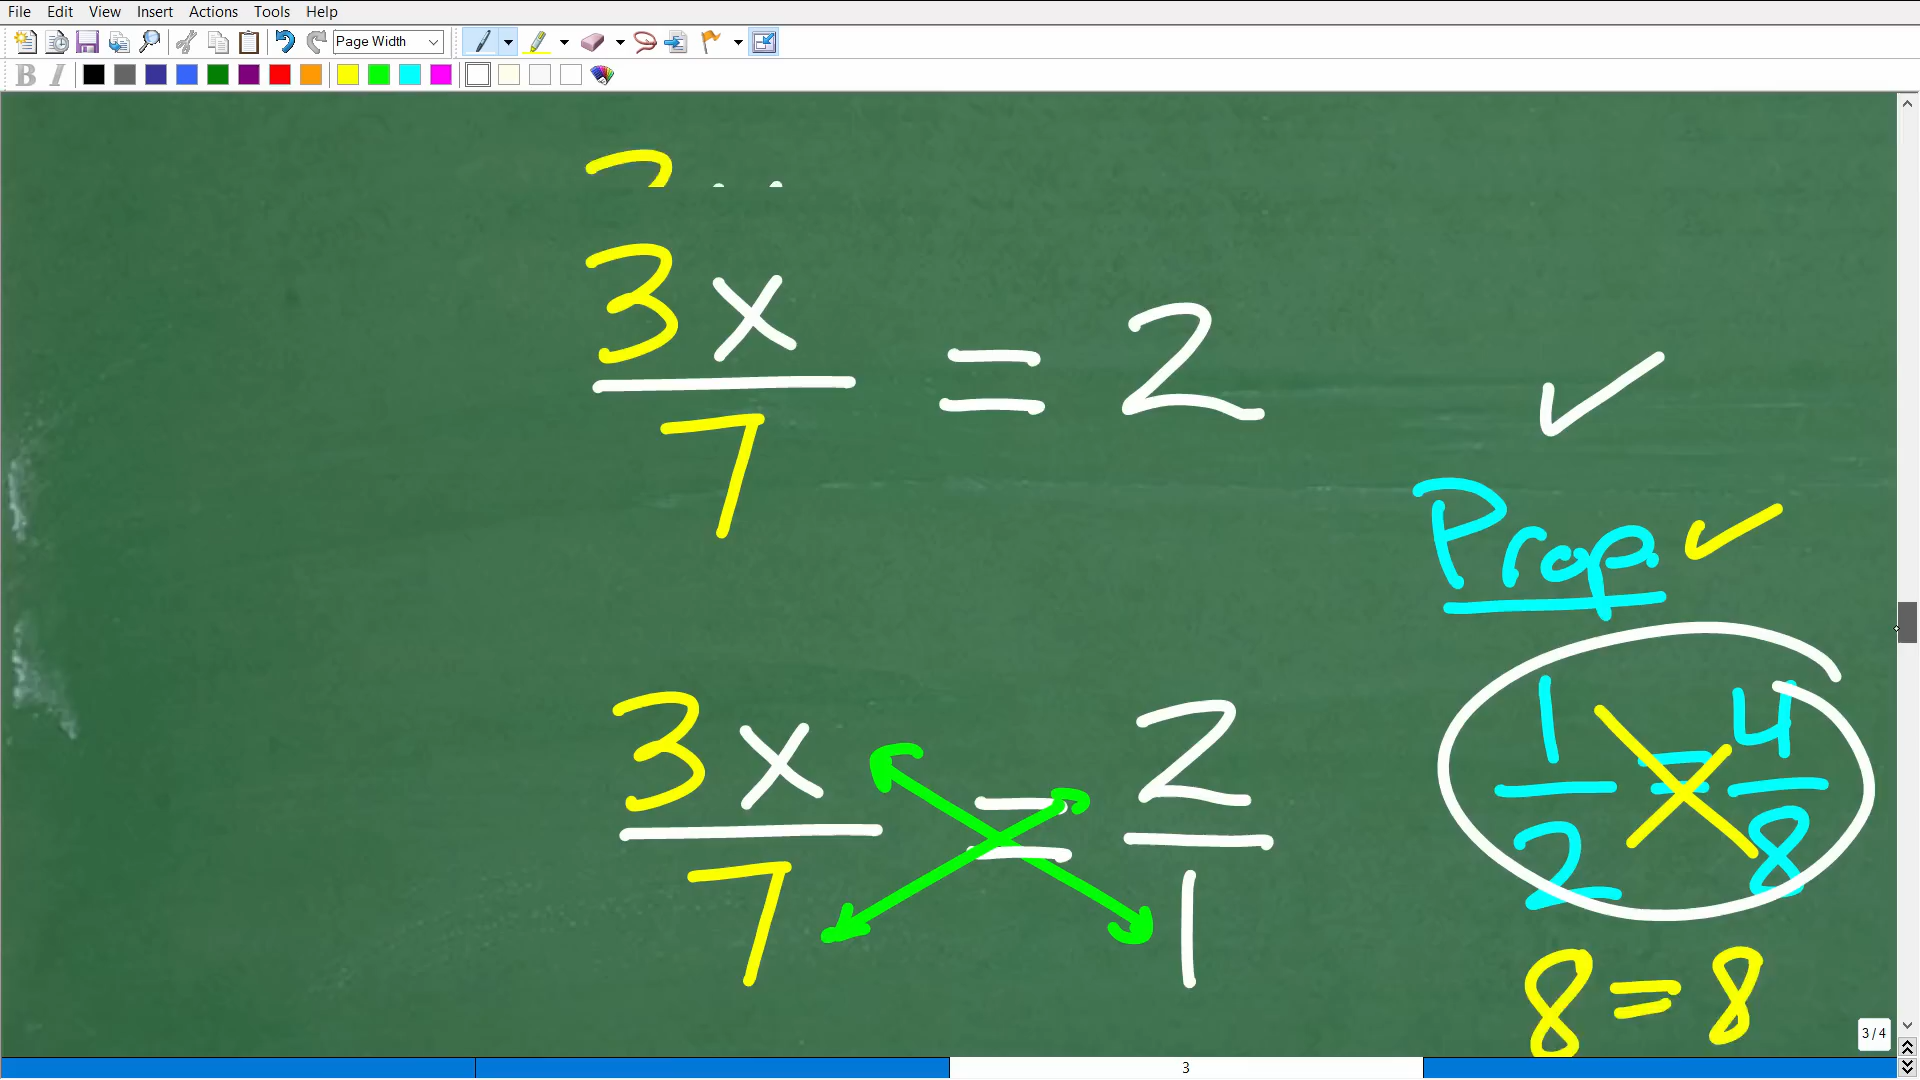 File Edit View Insert Actions Tools Help
Page Width
B I
3x/7 = 2
Prop.
3x/7 = 2/1
1/2 = 4/8
8 = 8
3/4
3